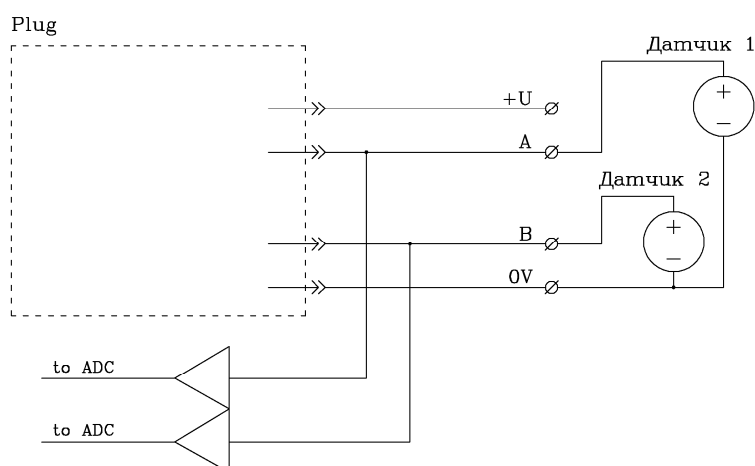 Plug
Датчик 1
+U
+
A
−
Датчик 2
+
B
−
0V
to ADC
to ADC